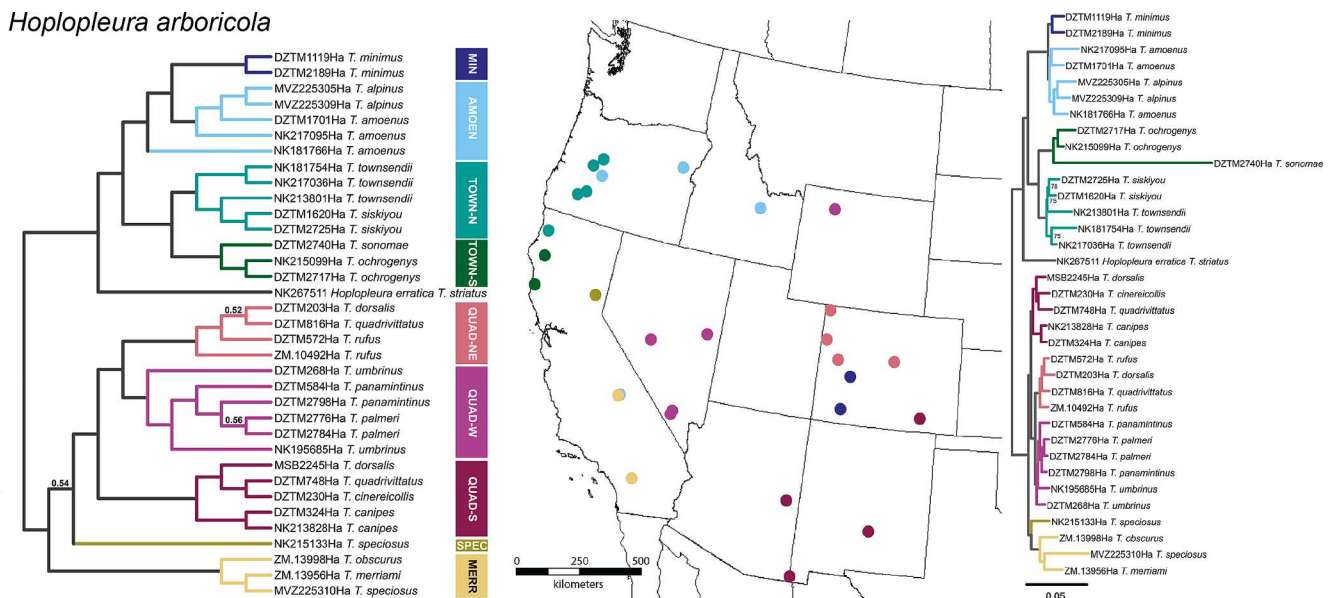 Hoplopleura arboricola
DZTM1119Ha T. minimus
DZTM2189Ha T. minimus
MVZ225305Ha T. alpinus
MVZ225309Ha T. alpinus
DZTM1701Ha T. amoenus
NK217095Ha T. amoenus
NK181766Ha T. amoenus
NK181754Ha T. townsendii
NK217036Ha T. townsendii
NK213801Ha T. townsendii
DZTM1620Ha T. siskiyou
DZTM2725Ha T. siskiyou
DZTM2740Ha T. sonomae
NK215099Ha T. ochrogenys
DZTM2717Ha T. ochrogenys
NK267511 Hoplopleura erratica T. striatus
0.52
DZTM203Ha T. dorsalis
DZTM816Ha T. quadrivittatus
DZTM572Ha T. rufus
ZM.10492Ha T. rufus
DZTM268Ha T. umbrinus
DZTM584Ha T. panamintinus
DZTM2798Ha T. panamintinus
0.56
DZTM2776Ha T. palmeri
DZTM2784Ha T. palmeri
NK195685Ha T. umbrinus
MSB2245Ha T. dorsalis
0.54
DZTM748Ha T. quadrivittatus
DZTM230Ha T. cinereicollis
DZTM324Ha T. canipes
NK213828Ha T. canipes
NK215133Ha T. speciosus
ZM.13998Ha T. obscurus
ZM.13956Ha T. merriami
MVZ225310Ha T. speciosus
MIN
AMOEN
TOWN-N
TOWN-S
QUAD-NE
QUAD-W
QUAD-S
SPEC
MERR
0 250 500
kilometers
DZTM1119Ha T. minimus
DZTM2189Ha T. minimus
NK217095Ha T. amoenus
DZTM1701Ha T. amoenus
MVZ225305Ha T. alpinus
MVZ225309Ha T. alpinus
NK181766Ha T. amoenus
DZTM2717Ha T. ochrogenys
NK215099Ha T. ochrogenys
DZTM2740Ha T. sonomae
DZTM2725Ha T. siskiyou
76
DZTM1620Ha T. siskiyou
75
NK213801Ha T. townsendii
NK181754Ha T. townsendii
75
NK217036Ha T. townsendii
NK267511 Hoplopleura erratica T. striatus
MSB2245Ha T. dorsalis
DZTM230Ha T. cinereicollis
DZTM748Ha T. quadrivittatus
NK213828Ha T. canipes
DZTM324Ha T. canipes
DZTM572Ha T. rufus
DZTM203Ha T. dorsalis
DZTM816Ha T. quadrivittatus
ZM.10492Ha T. rufus
DZTM584Ha T. panamintinus
DZTM2776Ha T. palmeri
DZTM2784Ha T. palmeri
DZTM2798Ha T. panamintinus
NK195685Ha T. umbrinus
DZTM268Ha T. umbrinus
NK215133Ha T. speciosus
ZM.13998Ha T. obscurus
MVZ225310Ha T. speciosus
ZM.13956Ha T. merriami
0.05